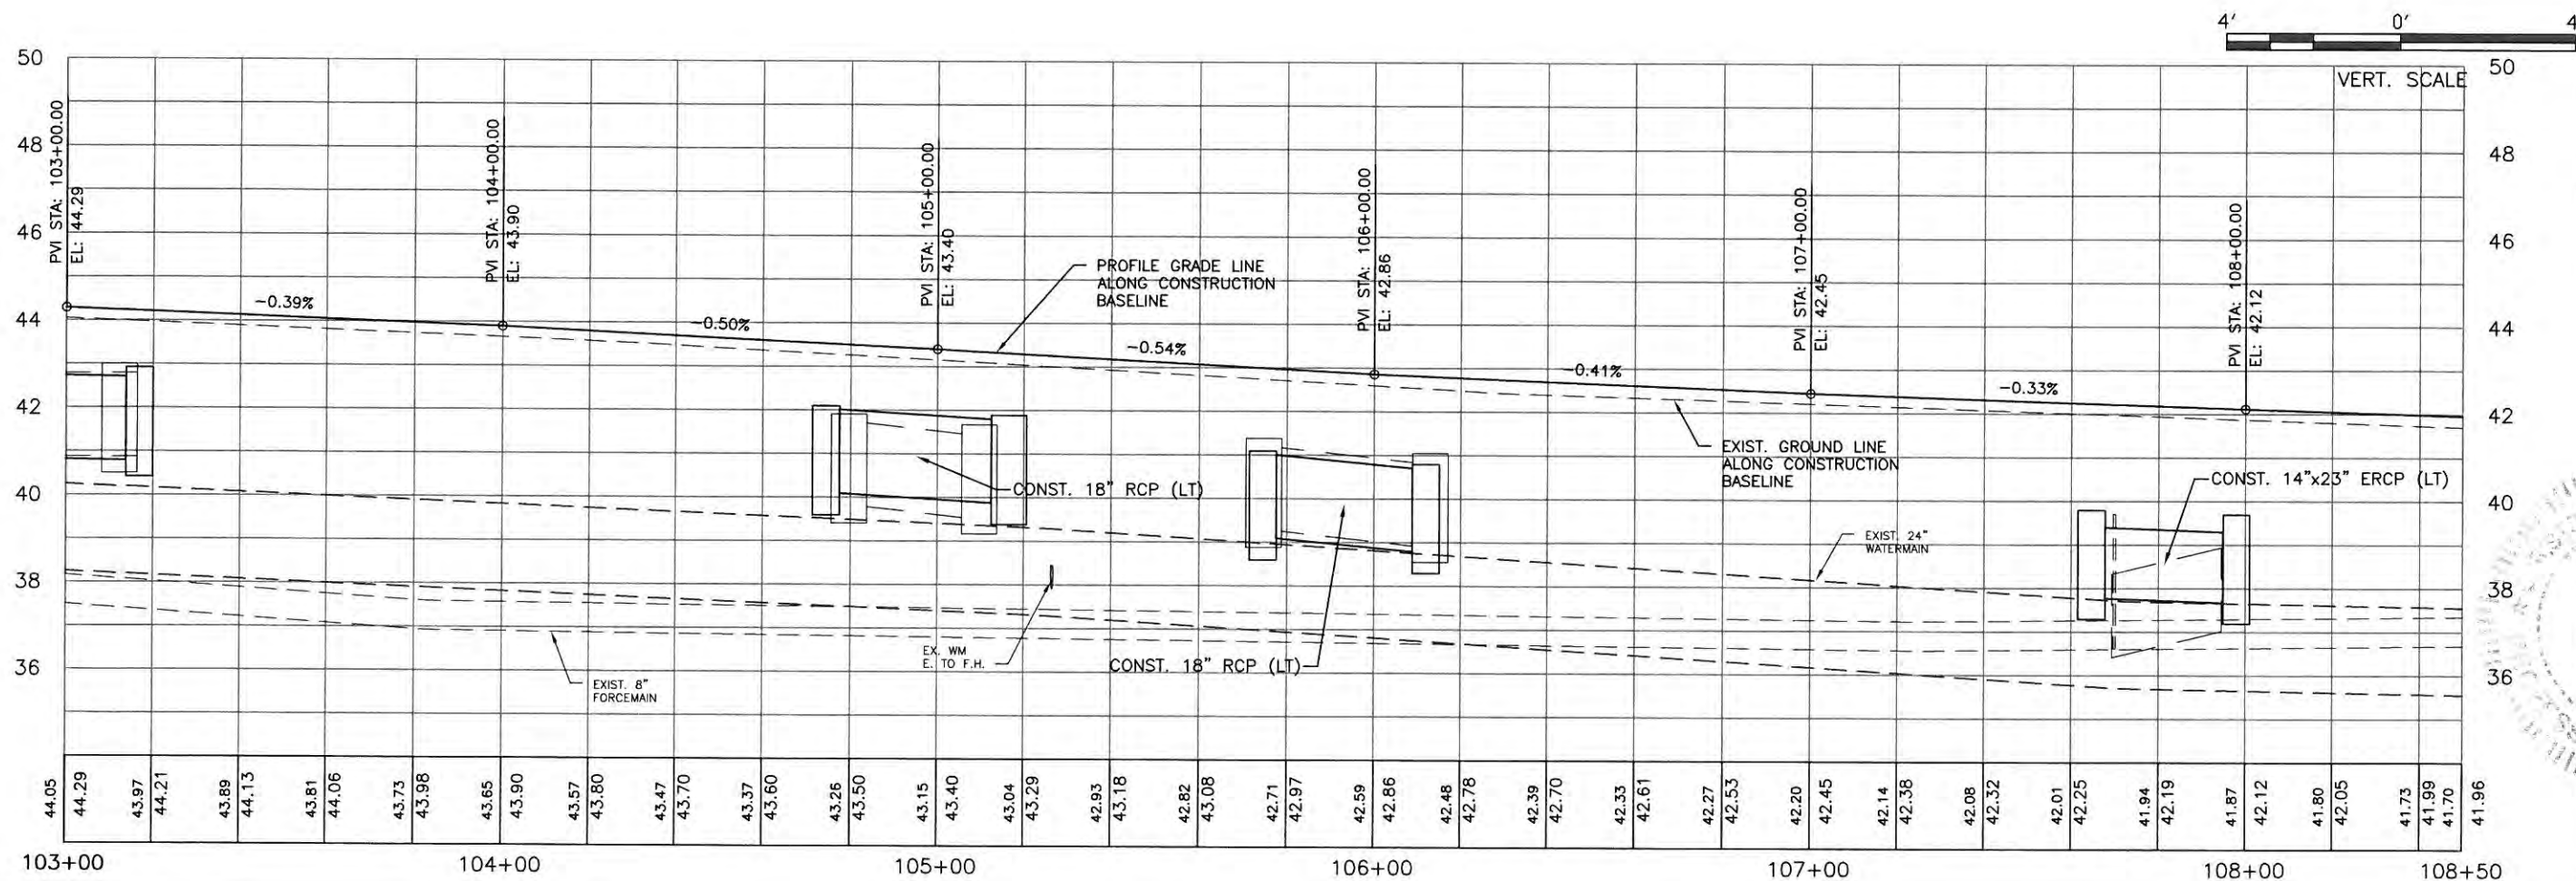 4' 0' 4
VERT. SCALE
50
48
46
44
42
40
38
36
50
48
46
44
42
40
38
36
PVI STA: 103+00.00
EL: 44.29
PVI STA: 104+00.00
EL: 43.90
PVI STA: 105+00.00
EL: 43.40
PVI STA: 106+00.00
EL: 42.86
PVI STA: 107+00.00
EL: 42.45
PVI STA: 108+00.00
EL: 42.12
-0.39%
-0.50%
-0.54%
-0.41%
-0.33%
PROFILE GRADE LINE
ALONG CONSTRUCTION
BASELINE
EXIST. GROUND LINE
ALONG CONSTRUCTION
BASELINE
CONST. 18" RCP (LT)
CONST. 14"x23" ERCP (LT)
EXIST. 24"
WATERMAIN
EX. WM
E. TO F.H.
CONST. 18" RCP (LT)
EXIST. 8"
FORCEMAIN
44.05
44.29
43.97
44.21
43.89
44.13
43.81
44.06
43.73
43.98
43.65
43.90
43.57
43.80
43.47
43.70
43.37
43.60
43.26
43.50
43.15
43.40
43.04
43.29
42.93
43.18
42.82
43.08
42.71
42.97
42.59
42.86
42.48
42.78
42.39
42.70
42.33
42.61
42.27
42.53
42.20
42.45
42.14
42.38
42.08
42.32
42.01
42.25
41.94
42.19
41.87
42.12
41.80
42.05
41.73
41.99
41.70
41.96
103+00 104+00 105+00 106+00 107+00 108+00 108+50